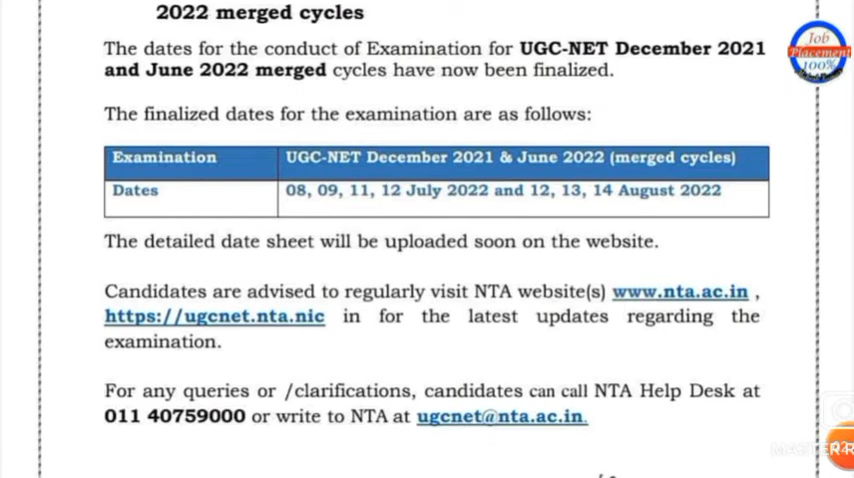 2022 merged cycles
The dates for the conduct of Examination for UGC-NET December 2021
and June 2022 merged cycles have now been finalized.
The finalized dates for the examination are as follows:
Examination UGC-NET December 2021 & June 2022 (merged cycles)
Dates 08, 09, 11, 12 July 2022 and 12, 13, 14 August 2022
The detailed date sheet will be uploaded soon on the website.
Candidates are advised to regularly visit NTA website(s) www.nta.ac.in ,
https://ugcnet.nta.nic in for the latest updates regarding the
examination.
For any queries or /clarifications, candidates can call NTA Help Desk at
011 40759000 or write to NTA at ugcnet@nta.ac.in.
Job
Placement
100%